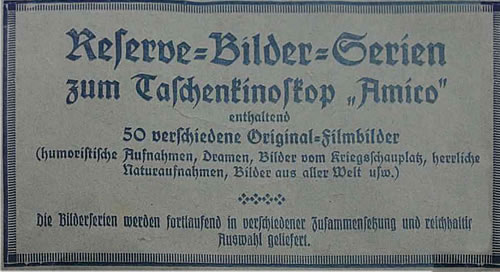 Reserve=Bilder=Serien
zum Taschenkinoskop „Amico"
enthaltend
50 verschiedene Original=Filmbilder
(humoristische Aufnahmen, Dramen, Bilder vom Kriegsschauplatz, herrliche
Naturaufnahmen, Bilder aus aller Welt usw.)
Die Bilderserien werden fortlaufend in verschiedener Zusammensetzung und reichhaltig
Auswahl geliefert.